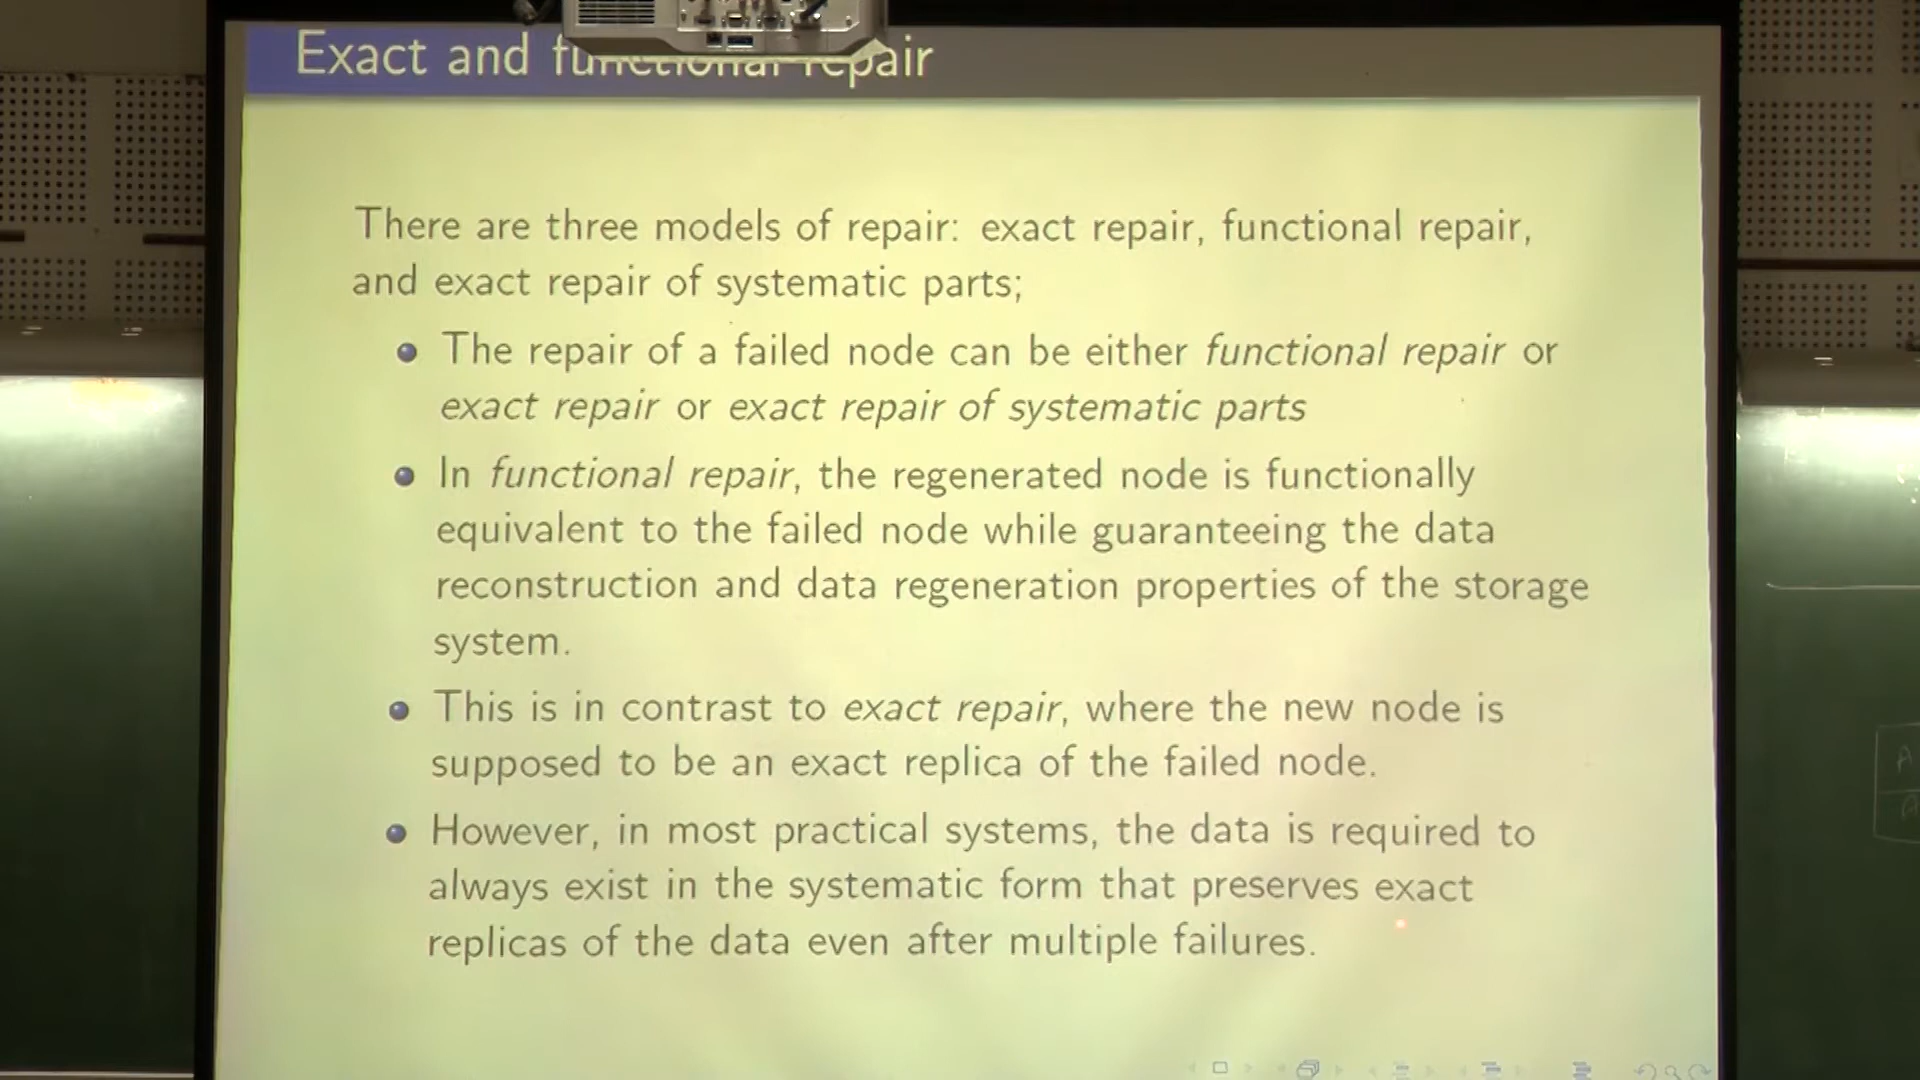 Exact and functional repair
There are three models of repair: exact repair, functional repair,
and exact repair of systematic parts;
The repair of a failed node can be either functional repair or
exact repair or exact repair of systematic parts
In functional repair, the regenerated node is functionally
equivalent to the failed node while guaranteeing the data
reconstruction and data regeneration properties of the storage
system.
This is in contrast to exact repair, where the new node is
supposed to be an exact replica of the failed node.
However, in most practical systems, the data is required to
always exist in the systematic form that preserves exact
replicas of the data even after multiple failures.
A